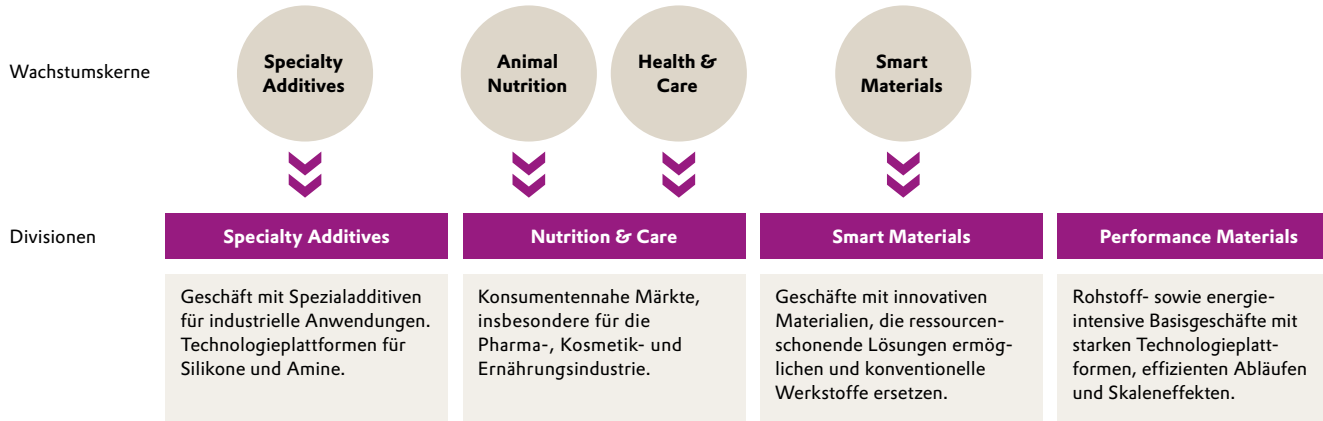 Wachstumskerne
Specialty
Additives
Animal
Nutrition
Health &
Care
Smart
Materials
Divisionen
Specialty Additives
Nutrition & Care
Smart Materials
Performance Materials
Geschäft mit Spezialadditiven
für industrielle Anwendungen.
Technologieplattformen für
Silikone und Amine.
Konsumentennahe Märkte,
insbesondere für die
Pharma-, Kosmetik- und
Ernährungsindustrie.
Geschäfte mit innovativen
Materialien, die ressourcen-
schonende Lösungen ermög-
lichen und konventionelle
Werkstoffe ersetzen.
Rohstoff- sowie energie-
intensive Basisgeschäfte mit
starken Technologieplatt-
formen, effizienten Abläufen
und Skaleneffekten.